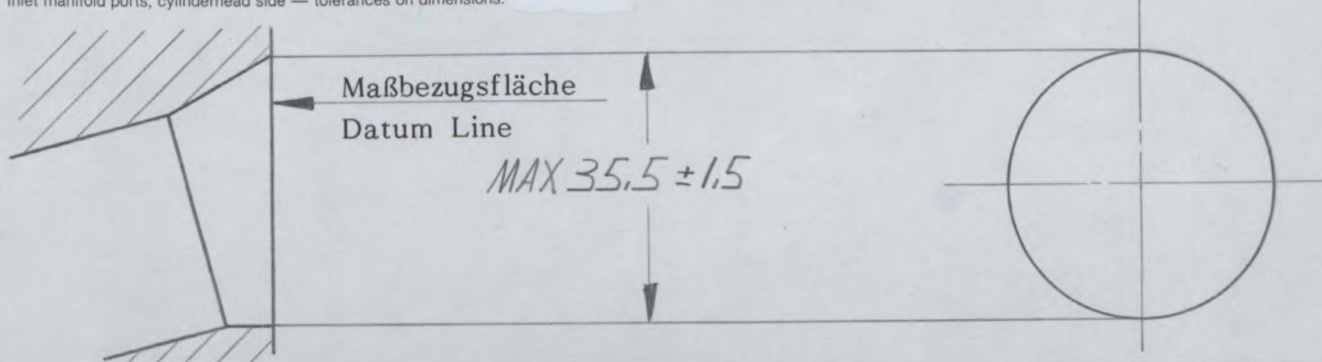 inlet manifold ports, cylinderhead side — tolerances on dimensions.
Maßbezugsfläche
Datum Line
MAX 35,5 ±1,5